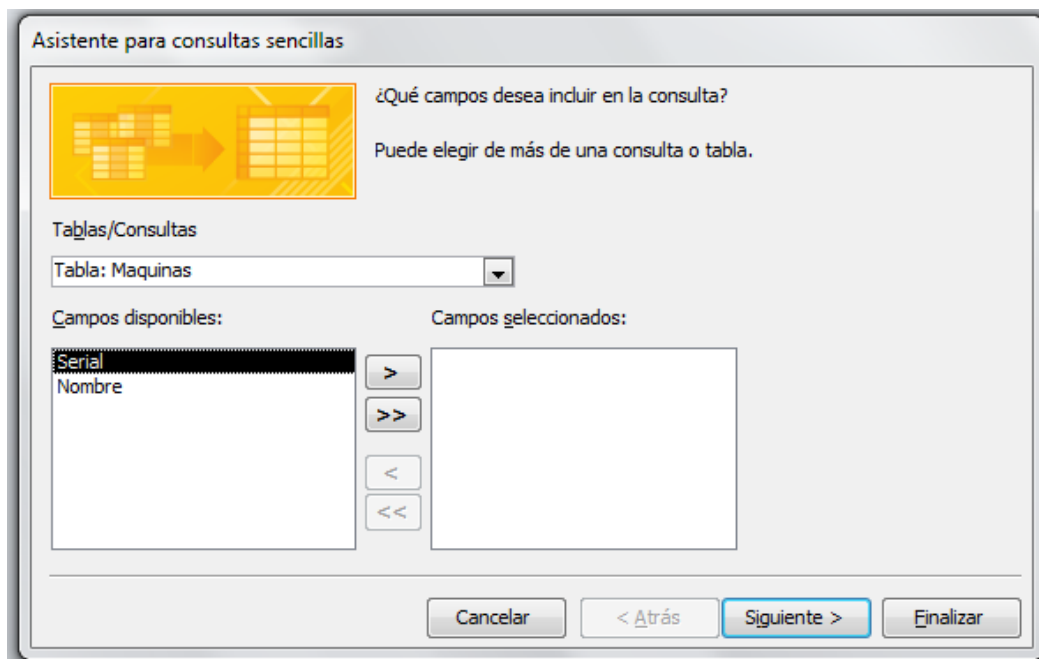 Asistente para consultas sencillas
¿Qué campos desea incluir en la consulta?
Puede elegir de más de una consulta o tabla.
Tablas/Consultas
Tabla: Maquinas
Campos disponibles:
Campos seleccionados:
Serial
Nombre
>
>>
<
<<
Cancelar
< Atrás
Siguiente >
Finalizar